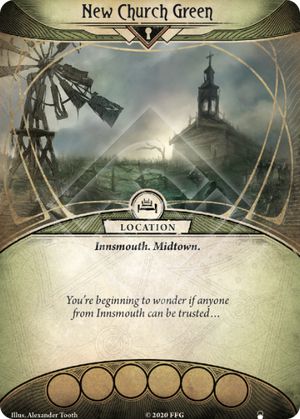 New Church Green
LOCATION
Innsmouth. Midtown.
You're beginning to wonder if anyone
from Innsmouth can be trusted…
Illus. Alexander Tooth
© 2020 FFG